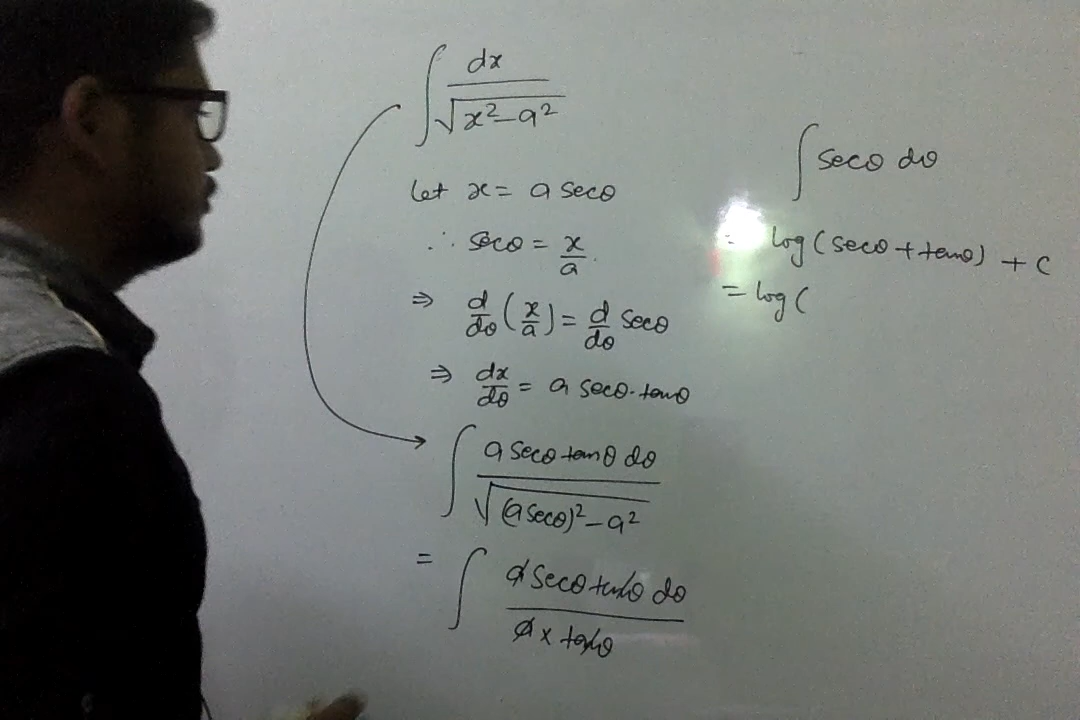 ∫ dx / √(x² - a²)
Let x = a secθ
∴ secθ = x/a.
⇒ d/dθ (x/a) = d/dθ secθ
⇒ dx/dθ = a secθ · tanθ
∫ a secθ tanθ dθ / √((a secθ)² - a²)
= ∫ a secθ tanθ dθ / a x tanθ
∫ secθ dθ
= log(secθ + tanθ) + c
= log(